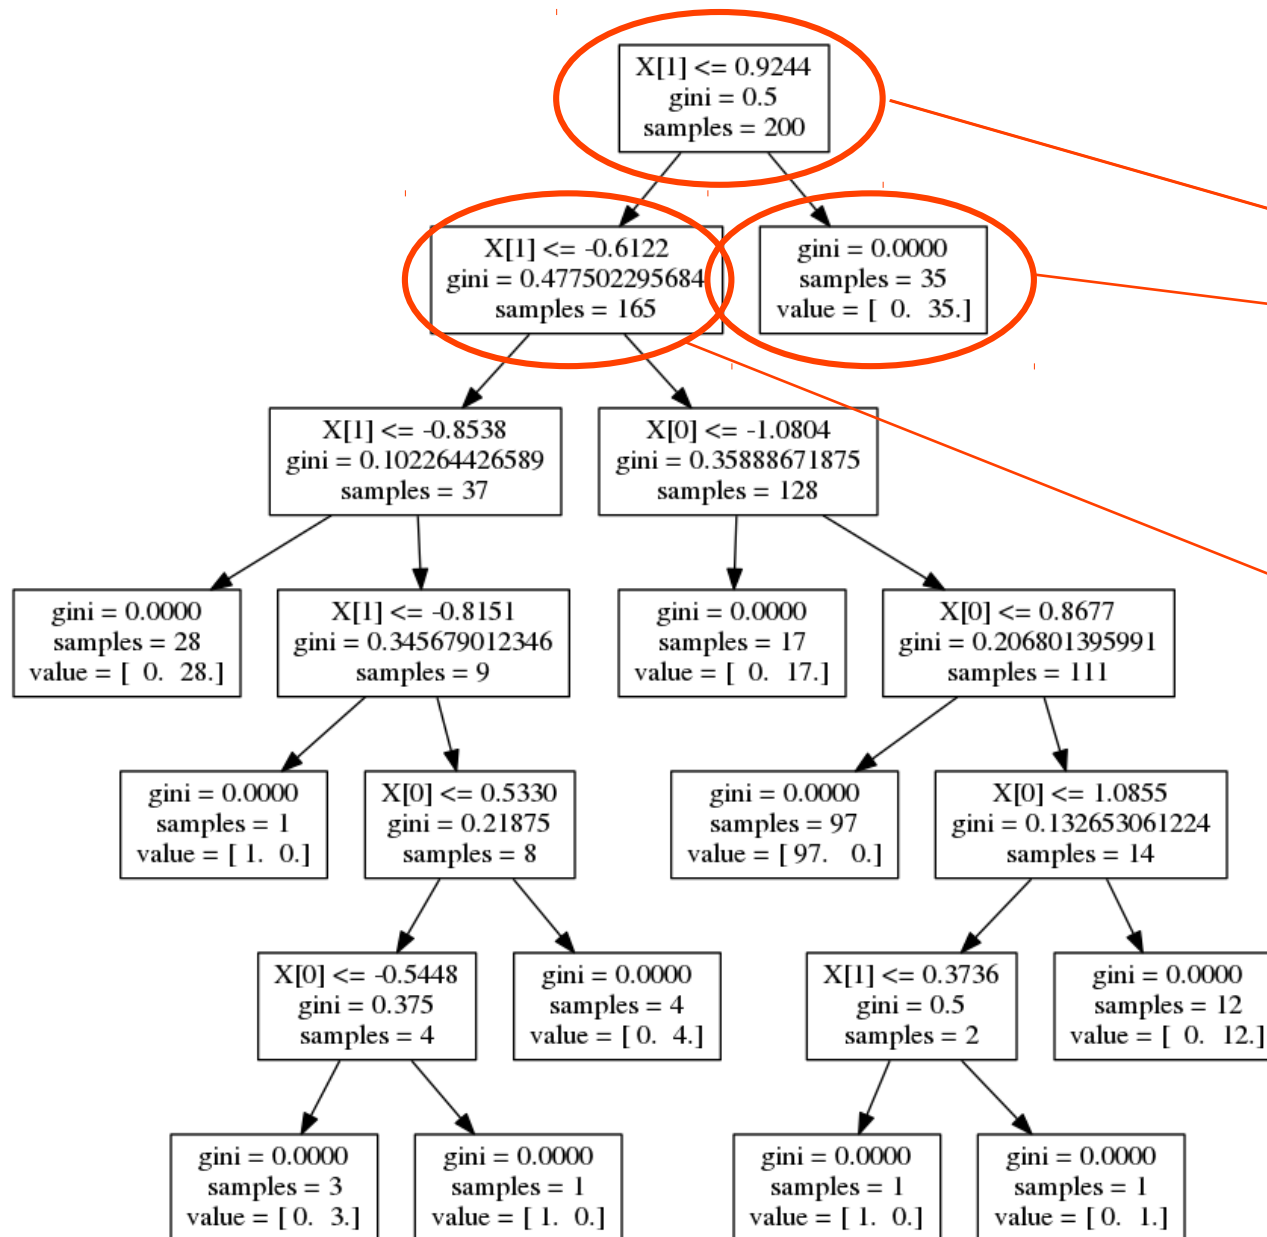 X[1] <= 0.9244
gini = 0.5
samples = 200
X[1] <= -0.6122
gini = 0.477502295684
samples = 165
gini = 0.0000
samples = 35
value = [  0.  35.]
X[1] <= -0.8538
gini = 0.102264426589
samples = 37
X[0] <= -1.0804
gini = 0.35888671875
samples = 128
gini = 0.0000
samples = 28
value = [  0.  28.]
X[1] <= -0.8151
gini = 0.345679012346
samples = 9
gini = 0.0000
samples = 17
value = [  0.  17.]
X[0] <= 0.8677
gini = 0.206801395991
samples = 111
gini = 0.0000
samples = 1
value = [ 1.  0.]
X[0] <= 0.5330
gini = 0.21875
samples = 8
gini = 0.0000
samples = 97
value = [ 97.   0.]
X[0] <= 1.0855
gini = 0.132653061224
samples = 14
X[0] <= -0.5448
gini = 0.375
samples = 4
gini = 0.0000
samples = 4
value = [ 0.  4.]
X[1] <= 0.3736
gini = 0.5
samples = 2
gini = 0.0000
samples = 12
value = [  0.  12.]
gini = 0.0000
samples = 3
value = [ 0.  3.]
gini = 0.0000
samples = 1
value = [ 1.  0.]
gini = 0.0000
samples = 1
value = [ 1.  0.]
gini = 0.0000
samples = 1
value = [ 0.  1.]